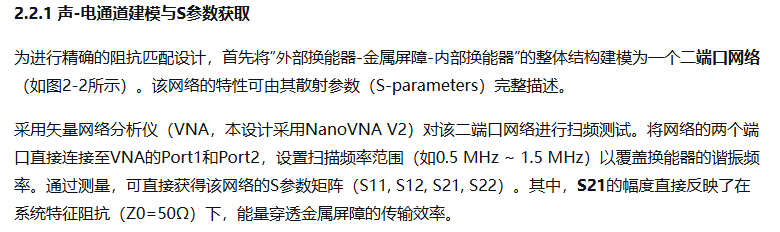 2.2.1 声-电通道建模与S参数获取
为进行精确的阻抗匹配设计，首先将“外部换能器-金属屏障-内部换能器”的整体结构建模为一个二端口网络
（如图2-2所示）。该网络的特性可由其散射参数（S-parameters）完整描述。
采用矢量网络分析仪（VNA，本设计采用NanoVNA V2）对该二端口网络进行扫频测试。将网络的两个端
口直接连接至VNA的Port1和Port2，设置扫描频率范围（如0.5 MHz ~ 1.5 MHz）以覆盖换能器的谐振频
率。通过测量，可直接获得该网络的S参数矩阵（S11, S12, S21, S22）。其中，S21的幅度直接反映了在
系统特征阻抗（Z0=50Ω）下，能量穿透金属屏障的传输效率。